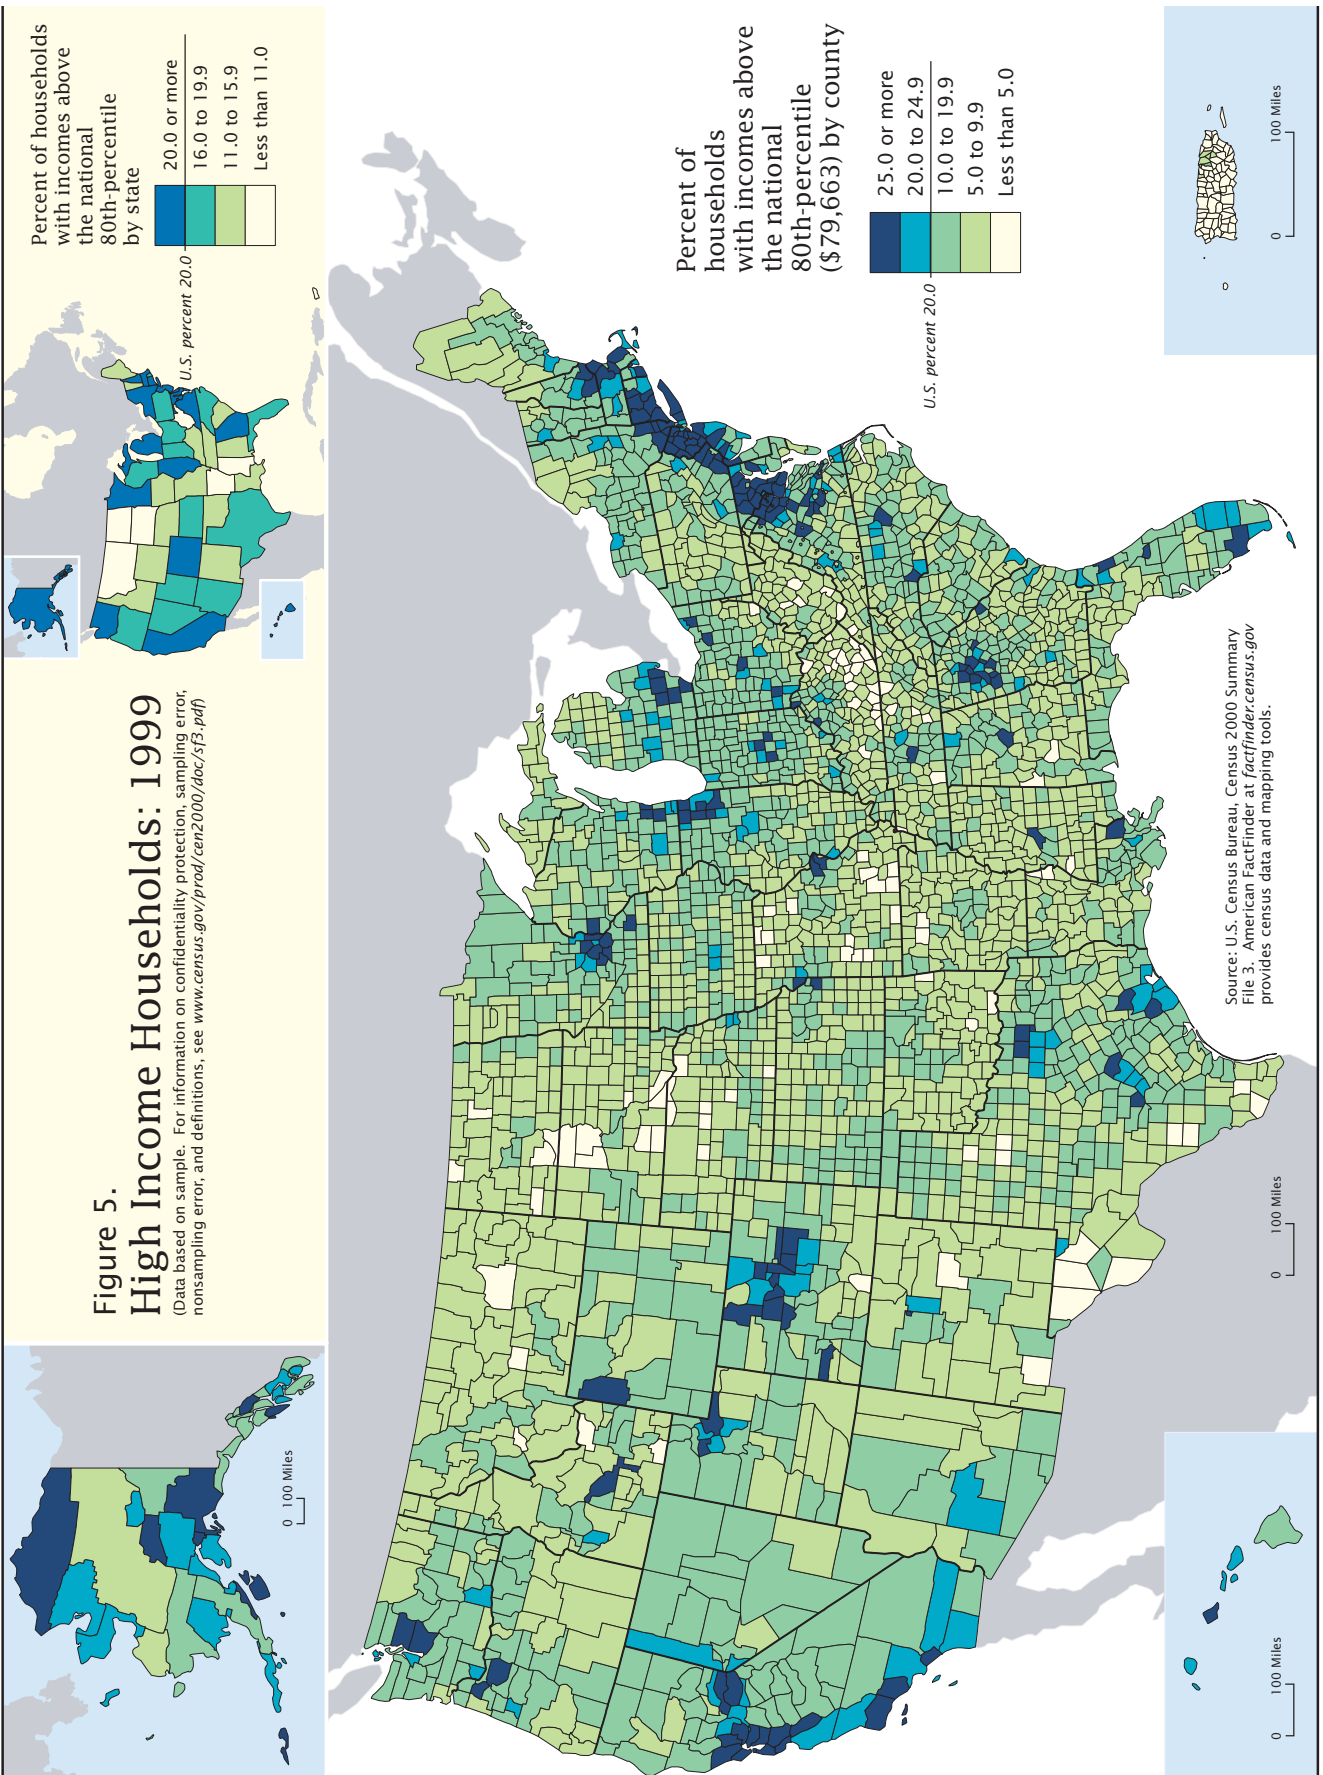 Figure 5.
High Income Households: 1999
(Data based on sample. For information on confidentiality protection, sampling error,
nonsampling error, and definitions, see www.census.gov/prod/cen2000/doc/sf3.pdf)
Percent of households
with incomes above
the national
80th-percentile
by state
20.0 or more
16.0 to 19.9
11.0 to 15.9
Less than 11.0
U.S. percent 20.0
0 100 Miles
Percent of
households
with incomes above
the national
80th-percentile
($79,663) by county
25.0 or more
20.0 to 24.9
10.0 to 19.9
5.0 to 9.9
Less than 5.0
U.S. percent 20.0
Source: U.S. Census Bureau, Census 2000 Summary
File 3. American FactFinder at factfinder.census.gov
provides census data and mapping tools.
0 100 Miles
0 100 Miles
0 100 Miles